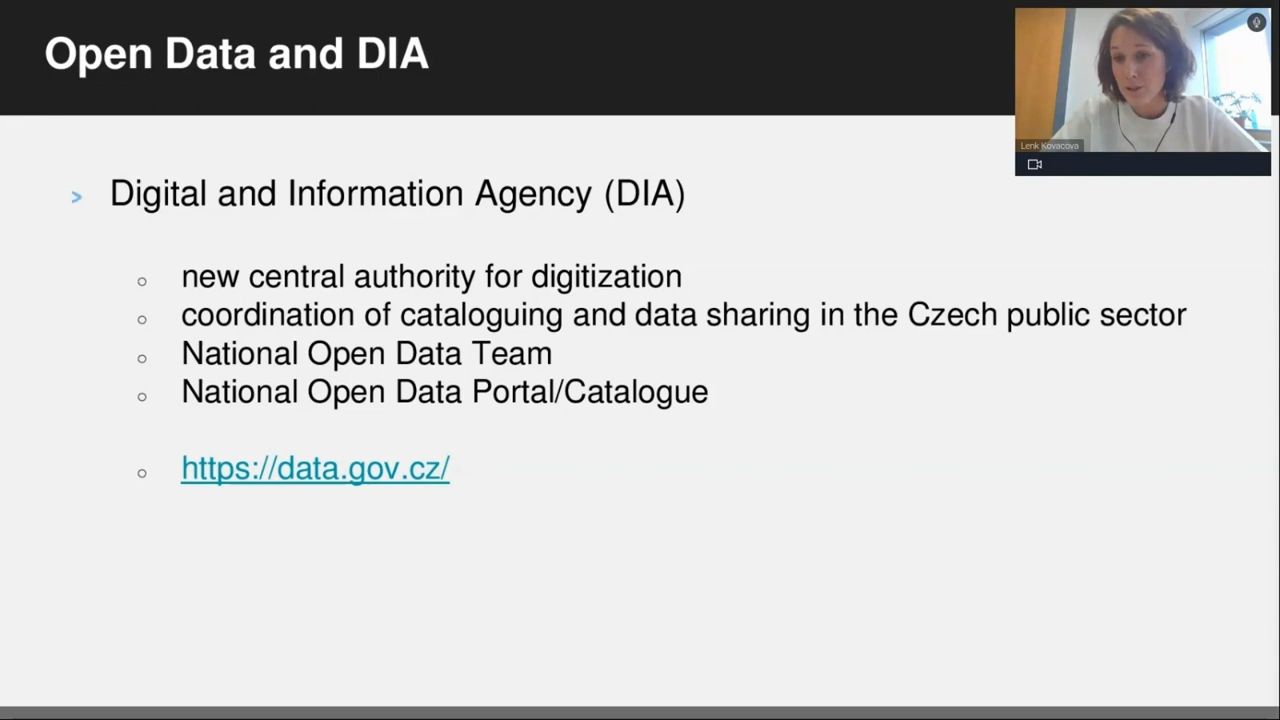 Open Data and DIA
Lenk Kovacova
> Digital and Information Agency (DIA)
○ new central authority for digitization
○ coordination of cataloguing and data sharing in the Czech public sector
○ National Open Data Team
○ National Open Data Portal/Catalogue
○ https://data.gov.cz/